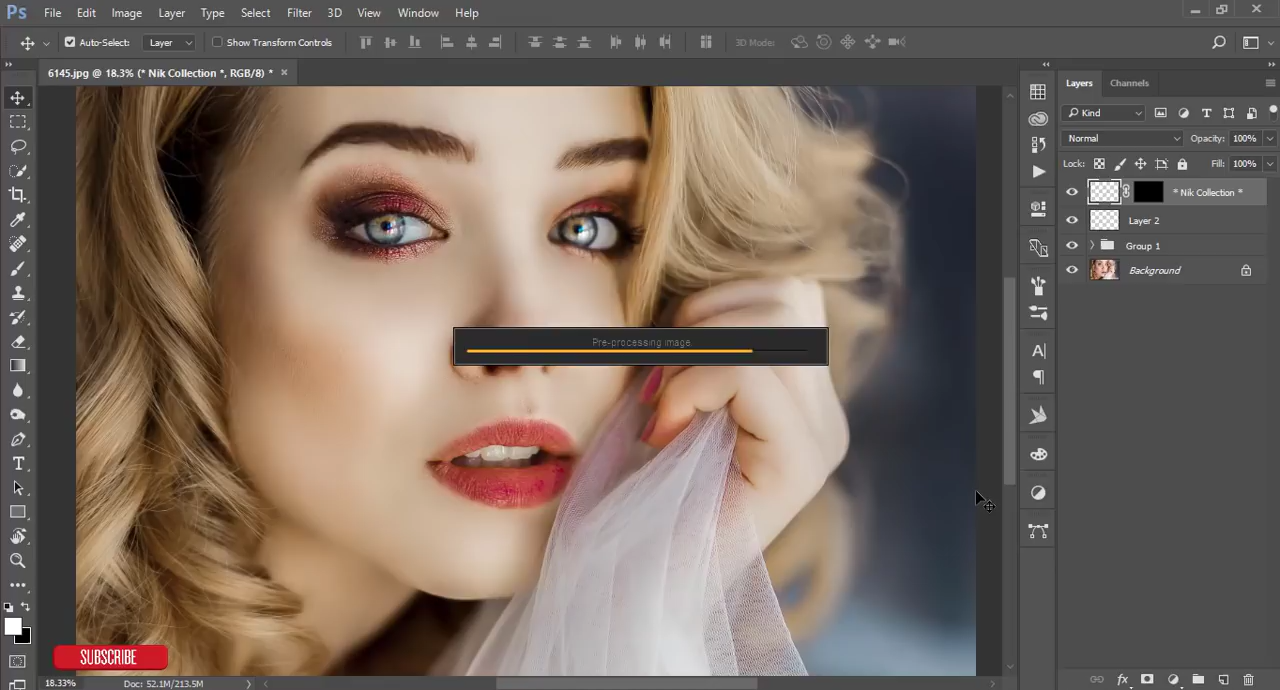 Ps File Edit Image Layer Type Select Filter 3D View Window Help
Auto-Select: Layer Show Transform Controls 3D Mode:
6145.jpg @ 18.3% (* Nik Collection *, RGB/8) *
Layers Channels
Kind
Normal Opacity: 100%
Lock: Fill: 100%
* Nik Collection *
Layer 2
Group 1
Background
Pre-processing image.
SUBSCRIBE
18.33% Doc: 52.1M/213.5M